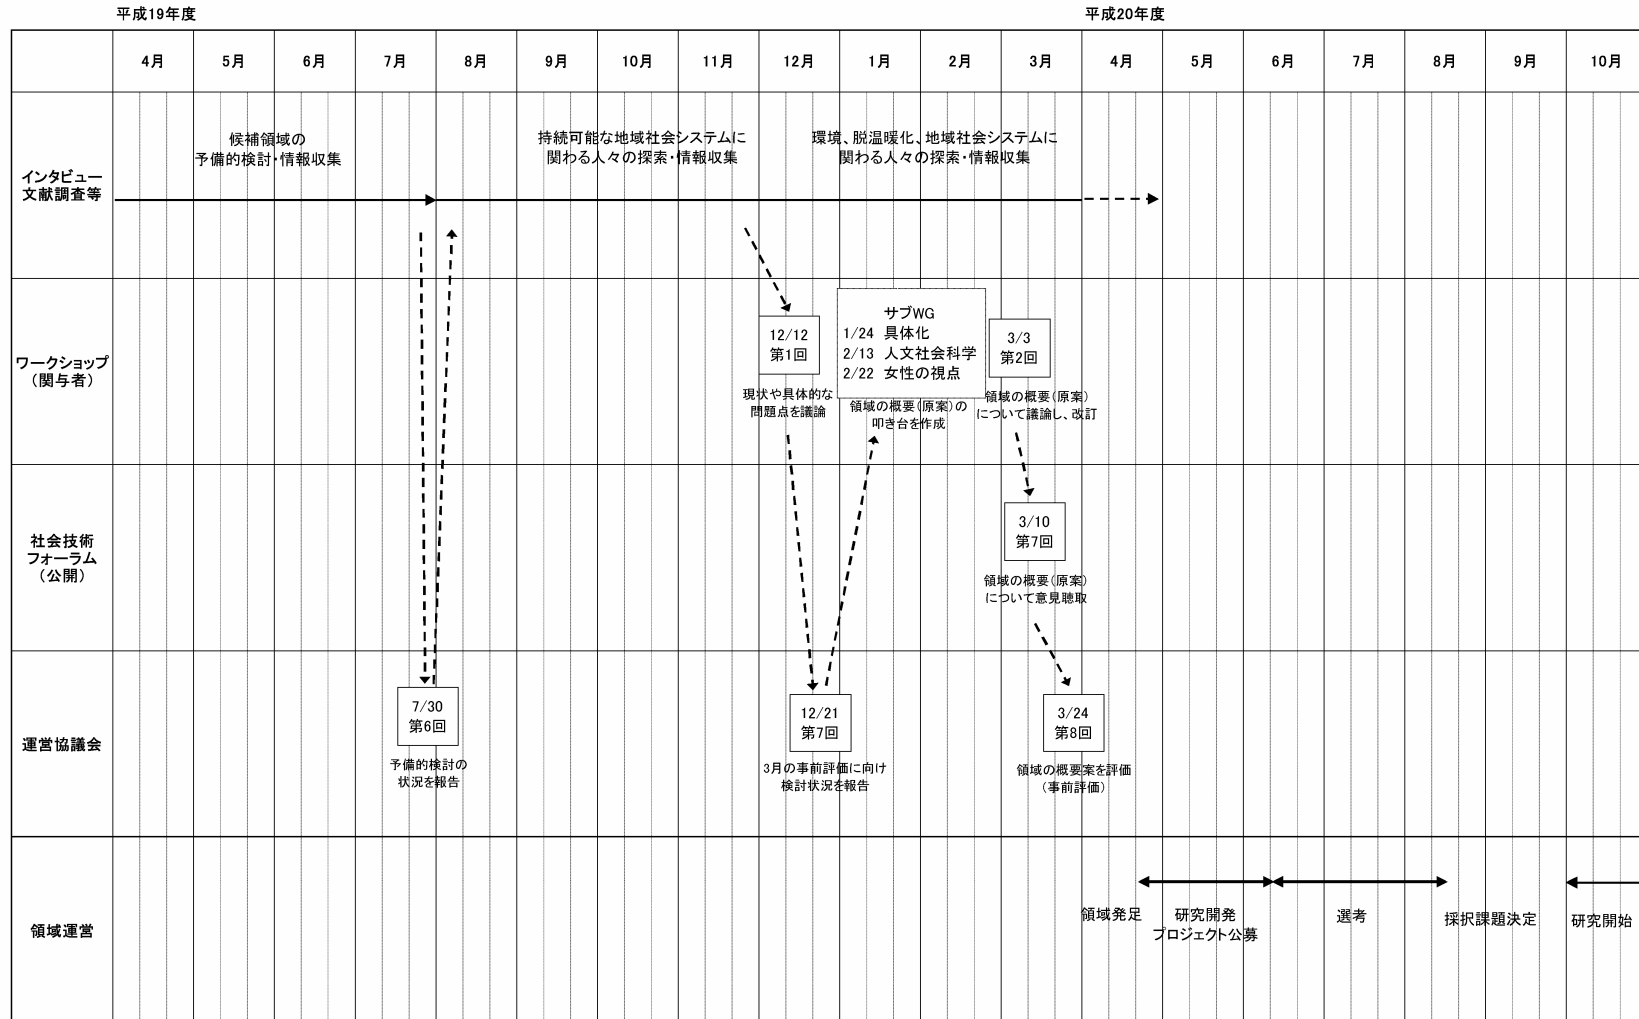 平成19年度
平成20年度
4月
5月
6月
7月
8月
9月
10月
11月
12月
1月
2月
3月
4月
5月
6月
7月
8月
9月
10月
インタビュー
文献調査等
候補領域の
予備的検討・情報収集
持続可能な地域社会システムに
関わる人々の探索・情報収集
環境、脱温暖化、地域社会システムに
関わる人々の探索・情報収集
ワークショップ
（関与者）
12/12
第1回
現状や具体的な
問題点を議論
サブWG
1/24 具体化
2/13 人文社会科学
2/22 女性の視点
領域の概要（原案）の
叩き台を作成
3/3
第2回
領域の概要（原案）
について議論し、改訂
社会技術
フォーラム
（公開）
3/10
第7回
領域の概要（原案）
について意見聴取
運営協議会
7/30
第6回
予備的検討の
状況を報告
12/21
第7回
3月の事前評価に向け
検討状況を報告
3/24
第8回
領域の概要案を評価
（事前評価）
領域運営
領域発足
研究開発
プロジェクト公募
選考
採択課題決定
研究開始